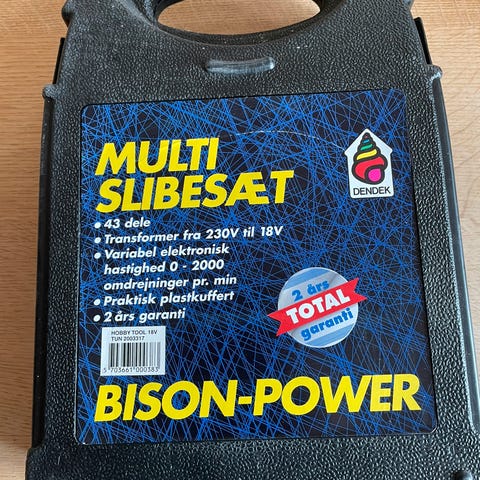 MULTI
SLIBESÆT
• 43 dele
• Transformer fra 230V til 18V
• Variabel elektronisk
hastighed 0 - 2000
omdrejninger pr. min
• Praktisk plastkuffert
• 2 års garanti
DENDEK
2 års
TOTAL
garanti
HOBBY TOOL 18V
TUN 2003317
5703661000383
BISON-POWER